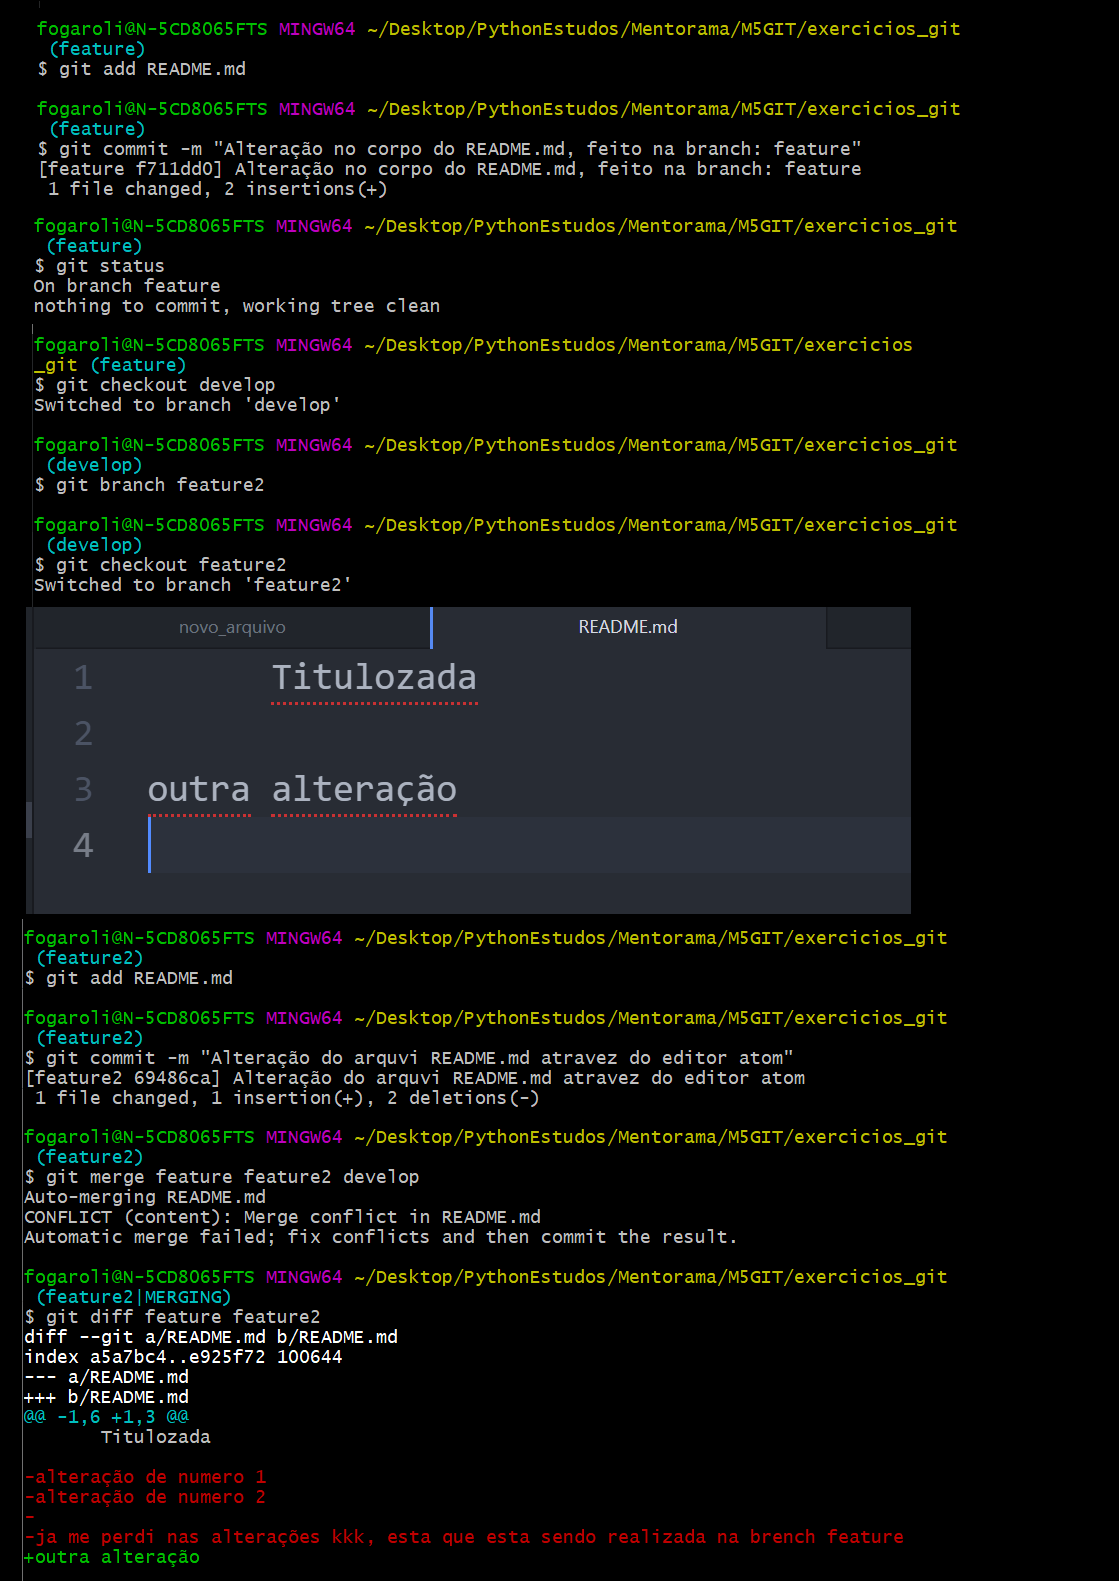 fogaroli@N-5CD8065FTS MINGW64 ~/Desktop/PythonEstudos/Mentorama/M5GIT/exercicios_git
(feature)
$ git add README.md
fogaroli@N-5CD8065FTS MINGW64 ~/Desktop/PythonEstudos/Mentorama/M5GIT/exercicios_git
(feature)
$ git commit -m "Alteração no corpo do README.md, feito na branch: feature"
[feature f711dd0] Alteração no corpo do README.md, feito na branch: feature
1 file changed, 2 insertions(+)
fogaroli@N-5CD8065FTS MINGW64 ~/Desktop/PythonEstudos/Mentorama/M5GIT/exercicios_git
(feature)
$ git status
On branch feature
nothing to commit, working tree clean
fogaroli@N-5CD8065FTS MINGW64 ~/Desktop/PythonEstudos/Mentorama/M5GIT/exercicios
_git (feature)
$ git checkout develop
Switched to branch 'develop'
fogaroli@N-5CD8065FTS MINGW64 ~/Desktop/PythonEstudos/Mentorama/M5GIT/exercicios_git
(develop)
$ git branch feature2
fogaroli@N-5CD8065FTS MINGW64 ~/Desktop/PythonEstudos/Mentorama/M5GIT/exercicios_git
(develop)
$ git checkout feature2
Switched to branch 'feature2'
novo_arquivo README.md
1 Titulozada
2
3 outra alteração
4
fogaroli@N-5CD8065FTS MINGW64 ~/Desktop/PythonEstudos/Mentorama/M5GIT/exercicios_git
(feature2)
$ git add README.md
fogaroli@N-5CD8065FTS MINGW64 ~/Desktop/PythonEstudos/Mentorama/M5GIT/exercicios_git
(feature2)
$ git commit -m "Alteração do arquvi README.md atravez do editor atom"
[feature2 69486ca] Alteração do arquvi README.md atravez do editor atom
1 file changed, 1 insertion(+), 2 deletions(-)
fogaroli@N-5CD8065FTS MINGW64 ~/Desktop/PythonEstudos/Mentorama/M5GIT/exercicios_git
(feature2)
$ git merge feature feature2 develop
Auto-merging README.md
CONFLICT (content): Merge conflict in README.md
Automatic merge failed; fix conflicts and then commit the result.
fogaroli@N-5CD8065FTS MINGW64 ~/Desktop/PythonEstudos/Mentorama/M5GIT/exercicios_git
(feature2|MERGING)
$ git diff feature feature2
diff --git a/README.md b/README.md
index a5a7bc4..e925f72 100644
--- a/README.md
+++ b/README.md
@@ -1,6 +1,3 @@
Titulozada
-alteração de numero 1
-alteração de numero 2
-
-ja me perdi nas alterações kkk, esta que esta sendo realizada na brench feature
+outra alteração